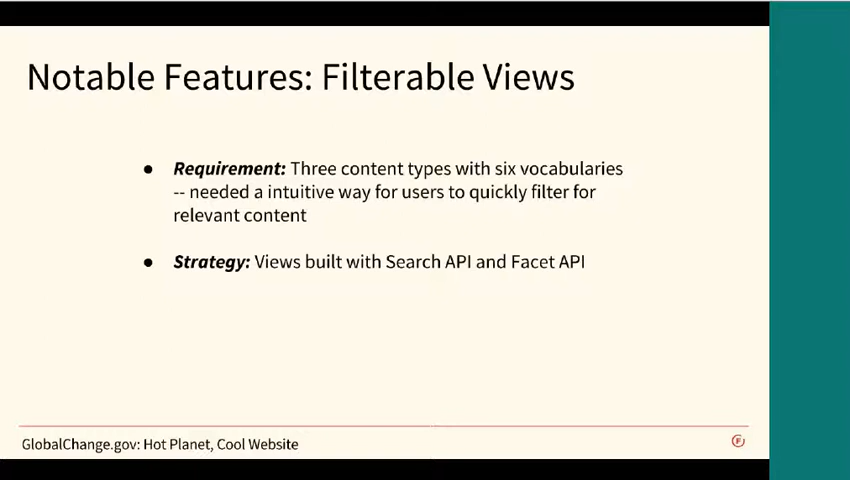 Notable Features: Filterable Views
● Requirement: Three content types with six vocabularies
-- needed a intuitive way for users to quickly filter for
relevant content
● Strategy: Views built with Search API and Facet API
GlobalChange.gov: Hot Planet, Cool Website
F